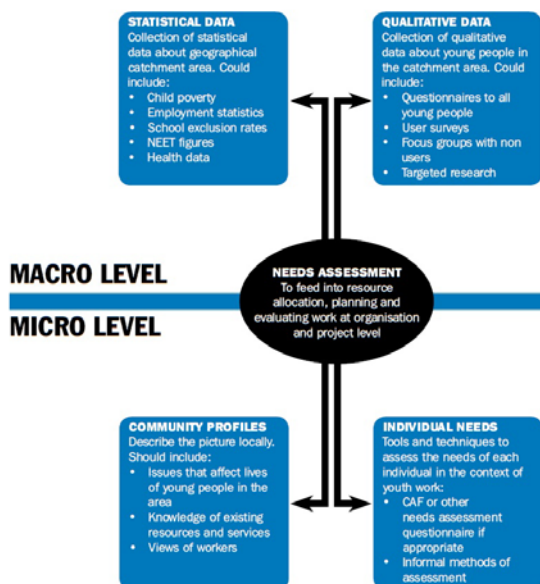 STATISTICAL DATA
Collection of statistical
data about geographical
catchment area. Could
include:
• Child poverty
• Employment statistics
• School exclusion rates
• NEET figures
• Health data
QUALITATIVE DATA
Collection of qualitative
data about young people in
the catchment area. Could
include:
• Questionnaires to all
young people
• User surveys
• Focus groups with non
users
• Targeted research
MACRO LEVEL
MICRO LEVEL
NEEDS ASSESSMENT
To feed into resource
allocation, planning and
evaluating work at organisation
and project level
COMMUNITY PROFILES
Describe the picture locally.
Should include:
• Issues that affect lives
of young people in the
area
• Knowledge of existing
resources and services
• Views of workers
INDIVIDUAL NEEDS
Tools and techniques to
assess the needs of each
individual in the context of
youth work:
• CAF or other
needs assessment
questionnaire if
appropriate
• Informal methods of
assessment